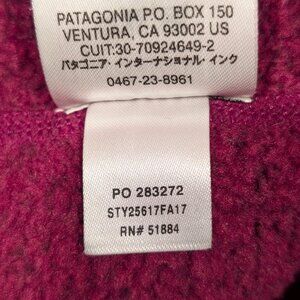 PATAGONIA P.O. BOX 150
VENTURA, CA 93002 US
CUIT:30-70924649-2
パタゴニア・インターナショナル・インク
0467-23-8961
PO 283272
STY25617FA17
RN# 51884